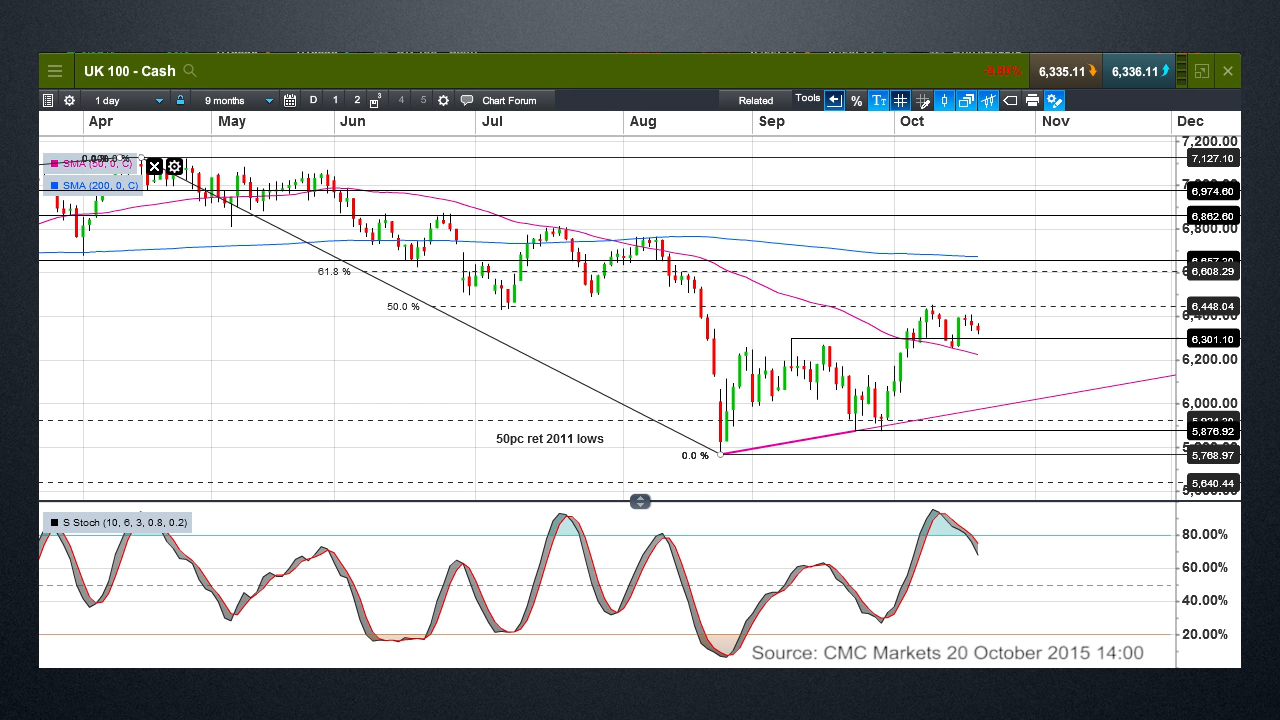 UK 100 - Cash
6,335.11
6,336.11
1 day
9 months
D
1
2
3
4
5
Chart Forum
Related
Tools
%
Apr
May
Jun
Jul
Aug
Sep
Oct
Nov
Dec
7,200.00
7,127.10
SMA (50, 0, C)
SMA (200, 0, C)
6,974.60
6,862.60
6,800.00
61.8 %
6,608.29
50.0 %
6,448.04
6,301.10
6,200.00
6,000.00
5,876.92
50pc ret 2011 lows
0.0 %
5,768.97
5,640.44
S Stoch (10, 6, 3, 0.8, 0.2)
80.00%
60.00%
40.00%
20.00%
Source: CMC Markets 20 October 2015 14:00